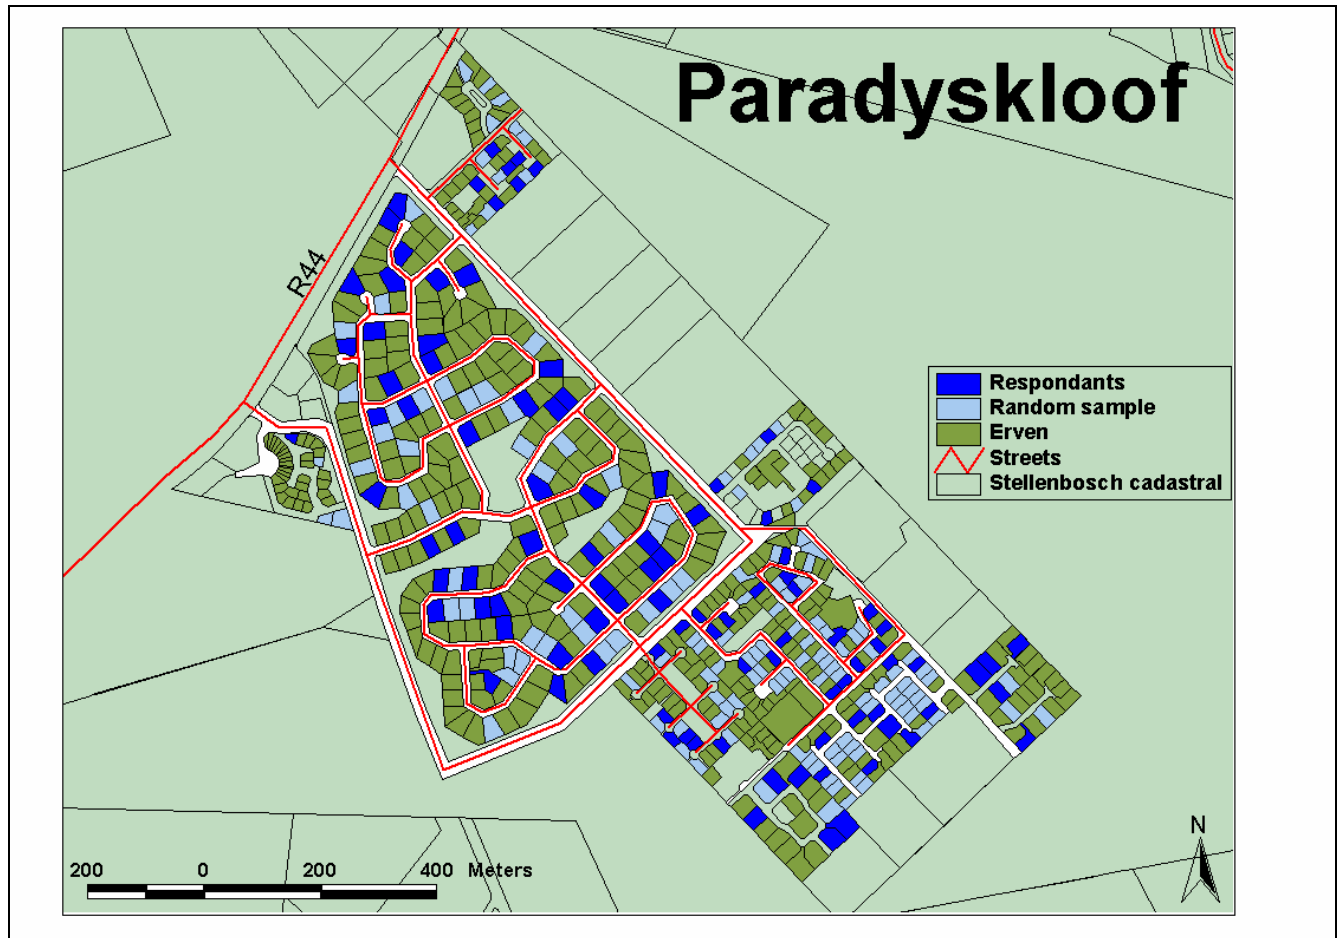 Paradyskloof
R44
Respondants
Random sample
Erven
Streets
Stellenbosch cadastral
N
200 0 200 400 Meters